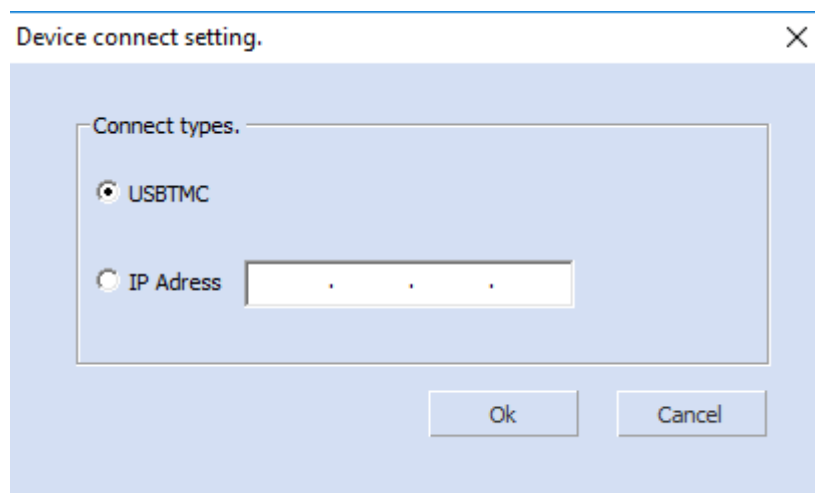 Device connect setting.
Connect types.
USBTMC
IP Adress . . .
Ok Cancel